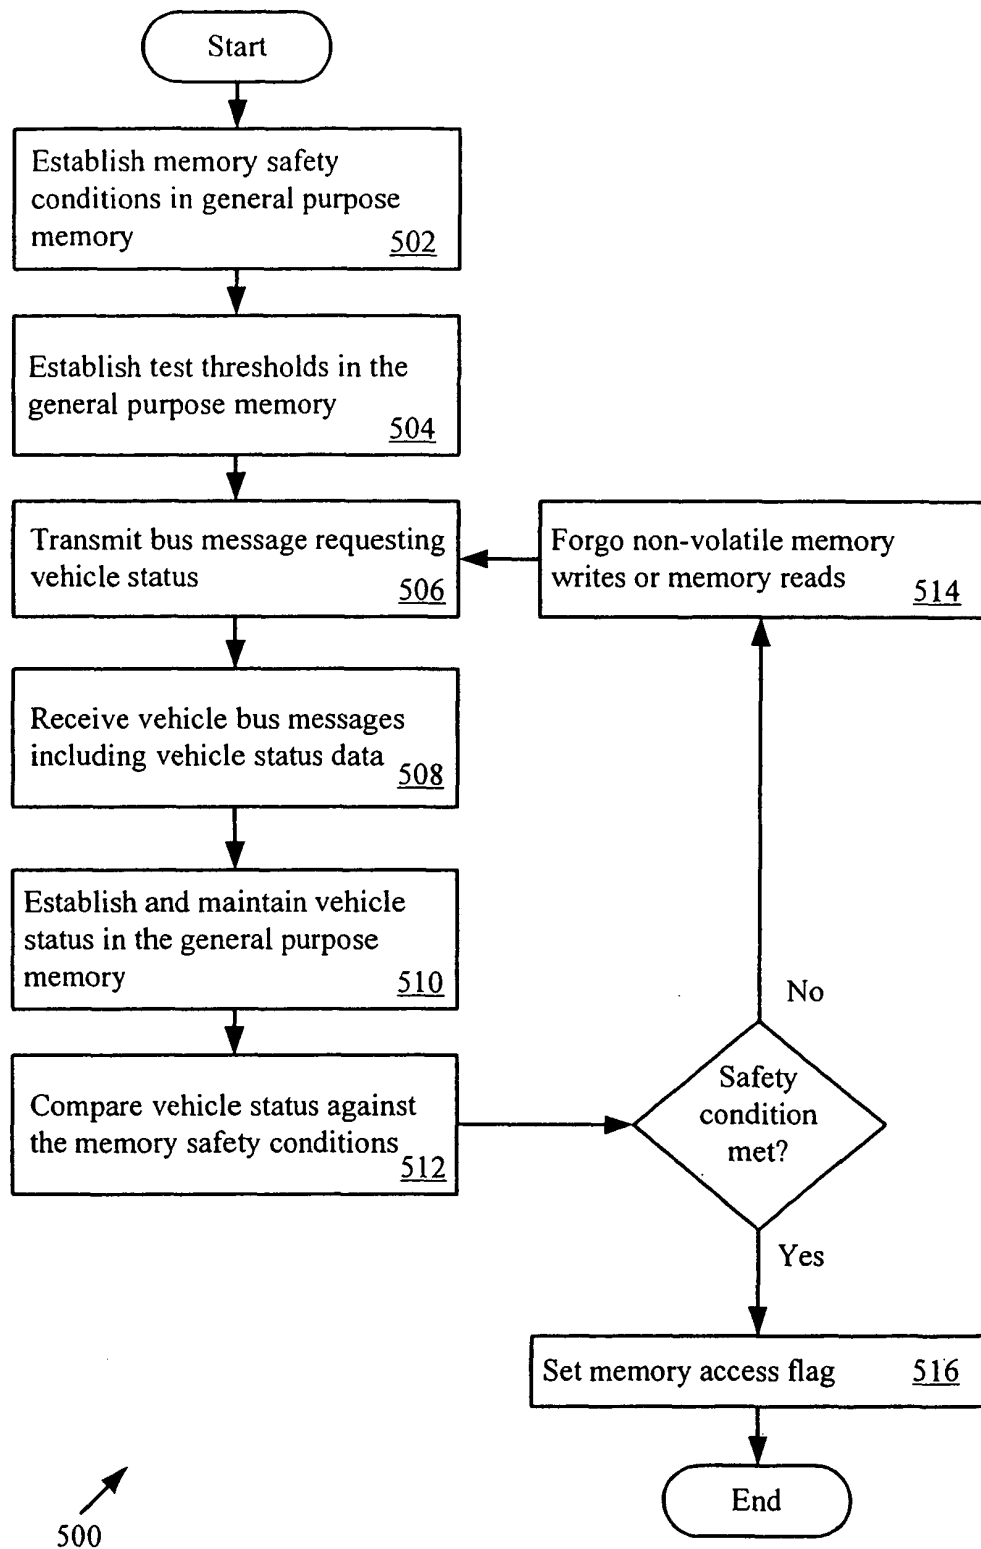 Start
Establish memory safety
conditions in general purpose
memory 502
Establish test thresholds in the
general purpose memory
504
Transmit bus message requesting
vehicle status 506
Forgo non-volatile memory
writes or memory reads 514
Receive vehicle bus messages
including vehicle status data 508
Establish and maintain vehicle
status in the general purpose
memory 510
Compare vehicle status against
the memory safety conditions 512
No
Safety
condition
met?
Yes
Set memory access flag 516
End
500